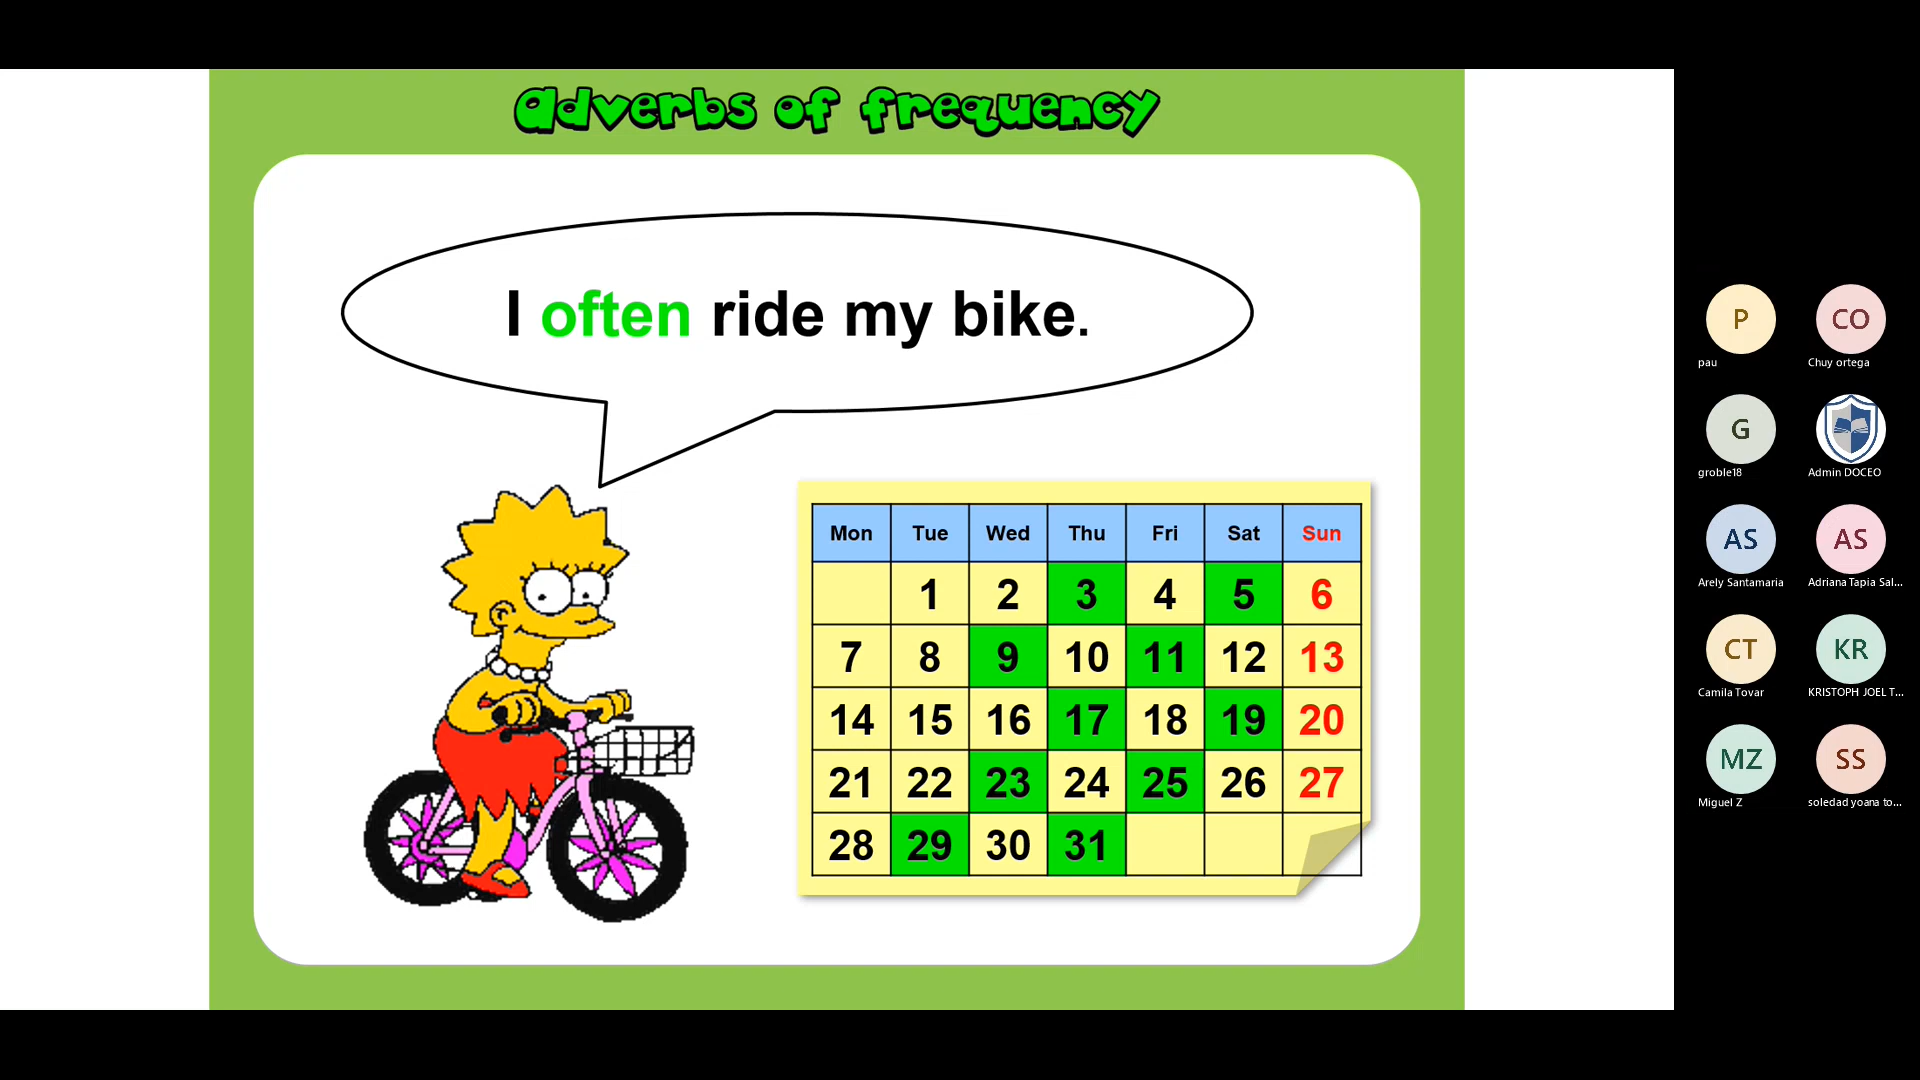 adverbs of frequency
I often ride my bike.
Mon Tue Wed Thu Fri Sat Sun
1 2 3 4 5 6
7 8 9 10 11 12 13
14 15 16 17 18 19 20
21 22 23 24 25 26 27
28 29 30 31
P CO
pau Chuy ortega
G
groble18 Admin DOCEO
AS AS
Arely Santamaria Adriana Tapia Sal...
CT KR
Camila Tovar KRISTOPH JOEL T...
MZ SS
Miguel Z soledad yoana to...